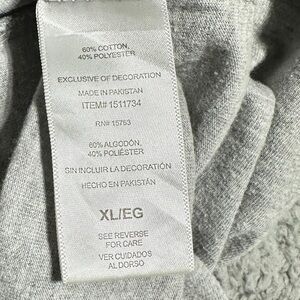 60% COTTON,
40% POLYESTER
EXCLUSIVE OF DECORATION
MADE IN PAKISTAN
ITEM# 1511734
RN# 15763
60% ALGODÓN,
40% POLIÉSTER
SIN INCLUIR LA DECORATIÓN
HECHO EN PAKISTÁN
XL/EG
SEE REVERSE
FOR CARE
VER CUIDADOS
AL DORSO